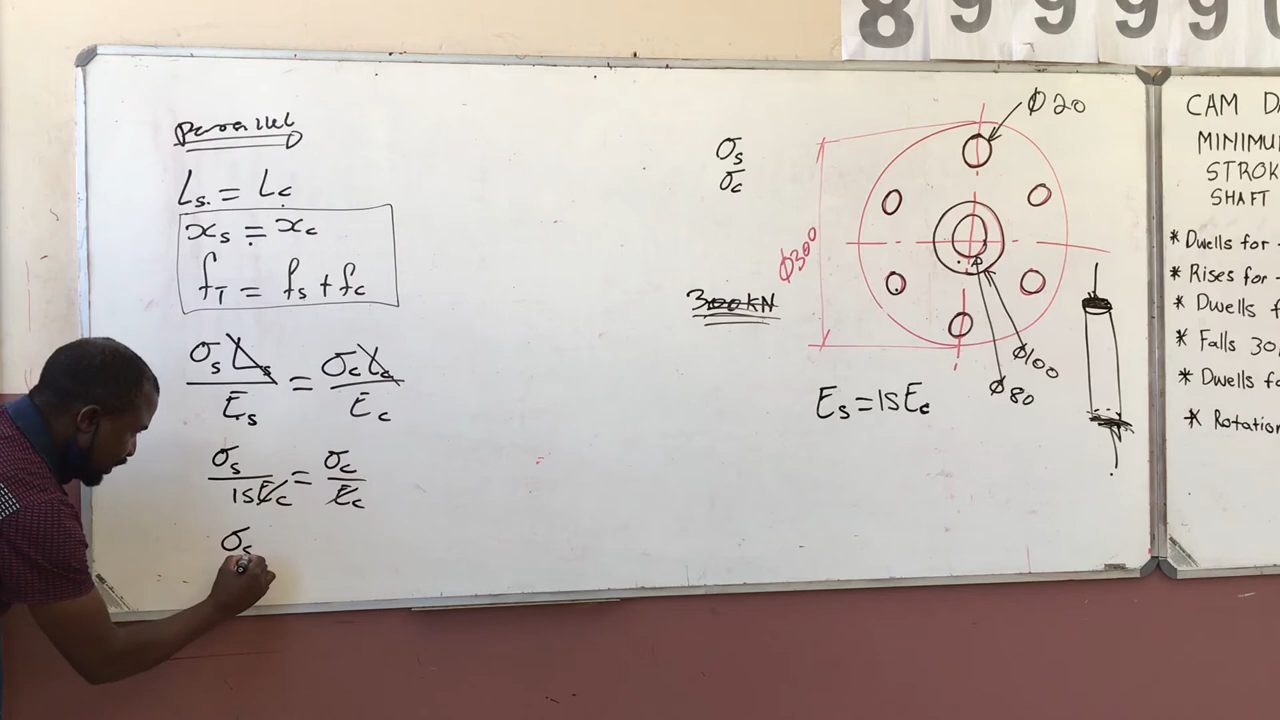 8 9 9 9 9
Parallel
Ls. = Lc
xs = xc
fT = fs + fc
σs Ls / Es = σc Lc / Ec
σs / 15Ec = σc / Ec
σs
σs
σc
300KN
Ø300
Ø20
Ø100
Ø80
Es = 15Ec
CAM
MINIMU
STROK
SHAFT
* Dwells for
* Rises for -
* Dwells f
* Falls 30
* Dwells fo
* Rotation